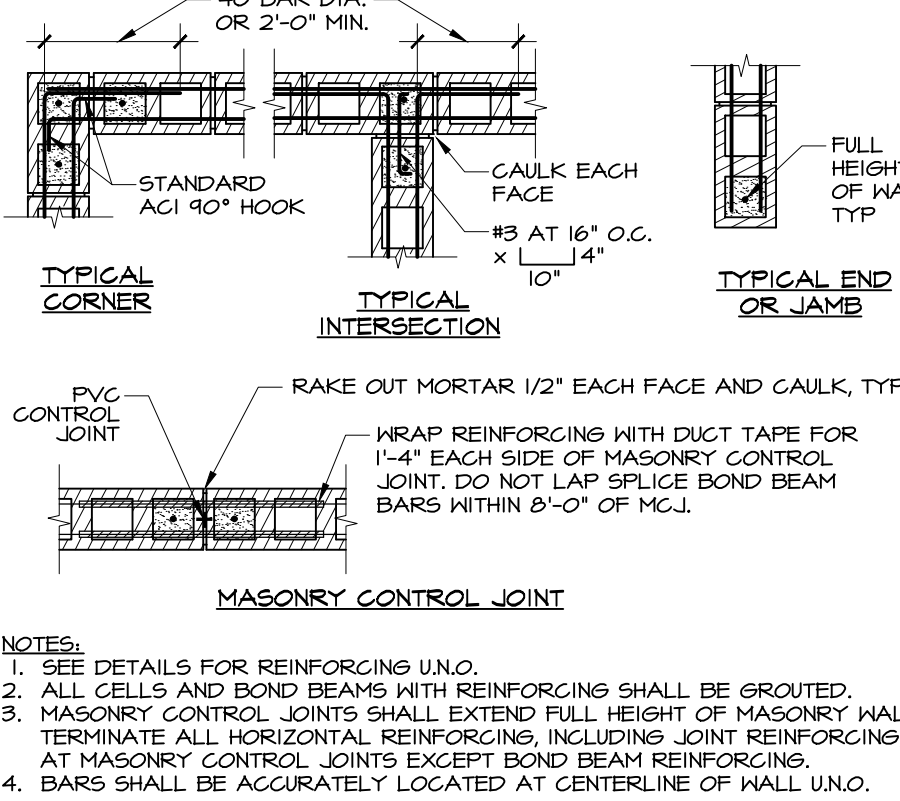 40 BAR DIA.
OR 2'-0" MIN.
STANDARD
ACI 90° HOOK
CAULK EACH
FACE
#3 AT 16" O.C.
x 4"
10"
FULL
HEIGHT
OF WA
TYP
TYPICAL
CORNER
TYPICAL
INTERSECTION
TYPICAL END
OR JAMB
PVC
CONTROL
JOINT
RAKE OUT MORTAR 1/2" EACH FACE AND CAULK, TYP
WRAP REINFORCING WITH DUCT TAPE FOR
1'-4" EACH SIDE OF MASONRY CONTROL
JOINT. DO NOT LAP SPLICE BOND BEAM
BARS WITHIN 8'-0" OF MCJ.
MASONRY CONTROL JOINT
NOTES:
1. SEE DETAILS FOR REINFORCING U.N.O.
2. ALL CELLS AND BOND BEAMS WITH REINFORCING SHALL BE GROUTED.
3. MASONRY CONTROL JOINTS SHALL EXTEND FULL HEIGHT OF MASONRY WAL
TERMINATE ALL HORIZONTAL REINFORCING, INCLUDING JOINT REINFORCING
AT MASONRY CONTROL JOINTS EXCEPT BOND BEAM REINFORCING.
4. BARS SHALL BE ACCURATELY LOCATED AT CENTERLINE OF WALL U.N.O.